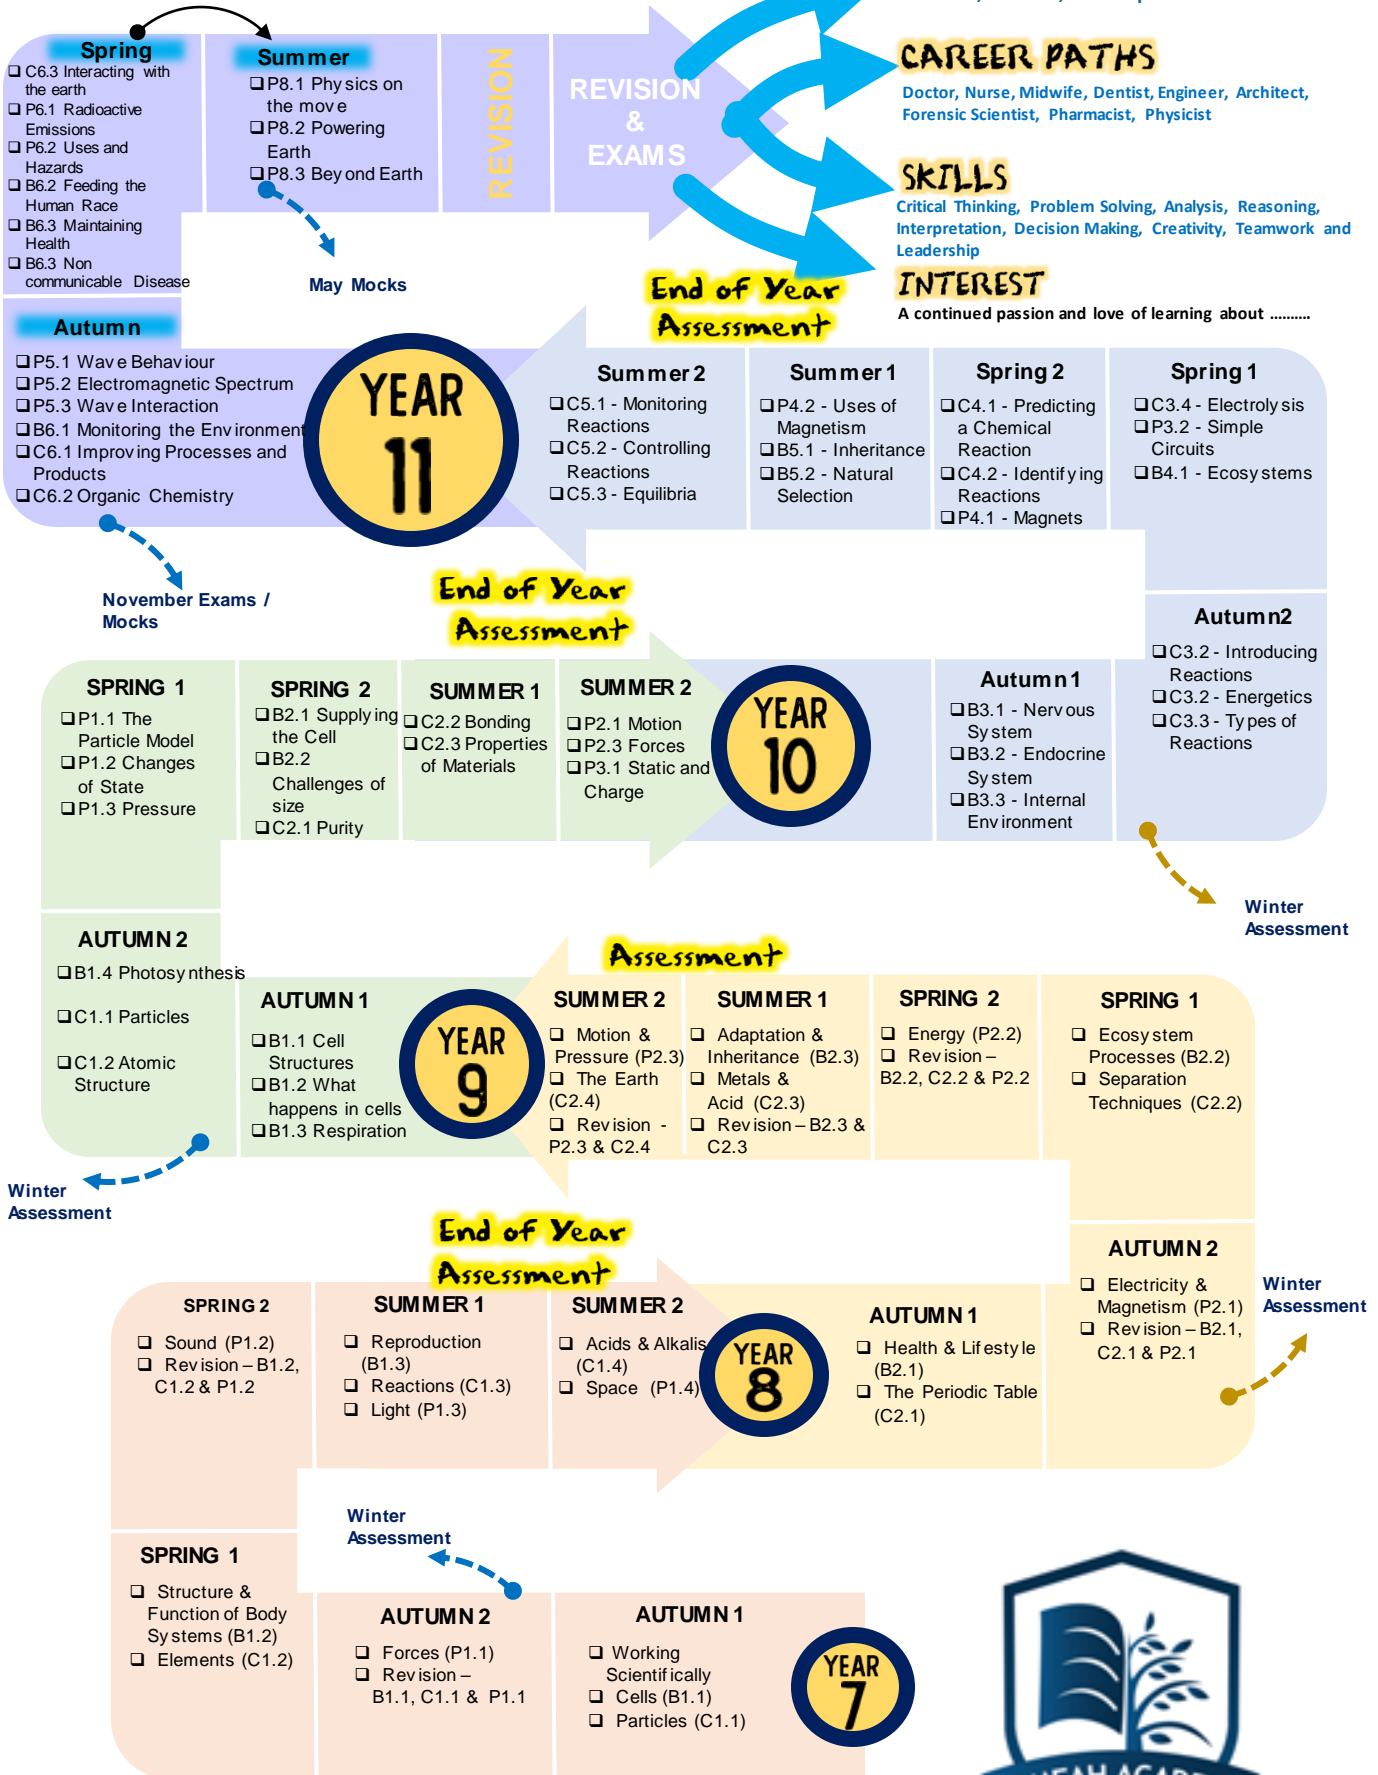 Spring
❑ C6.3 Interacting with
the earth
❑ P6.1 Radioactive
Emissions
❑ P6.2 Uses and
Hazards
❑ B6.2 Feeding the
Human Race
❑ B6.3 Maintaining
Health
❑ B6.3 Non
communicable Disease
Summer
❑ P8.1 Physics on
the move
❑ P8.2 Powering
Earth
❑ P8.3 Beyond Earth
May Mocks
REVISION
REVISION
&
EXAMS
CAREER PATHS
Doctor, Nurse, Midwife, Dentist, Engineer, Architect,
Forensic Scientist, Pharmacist, Physicist
SKILLS
Critical Thinking, Problem Solving, Analysis, Reasoning,
Interpretation, Decision Making, Creativity, Teamwork and
Leadership
INTEREST
A continued passion and love of learning about ..........
Autumn
❑ P5.1 Wave Behaviour
❑ P5.2 Electromagnetic Spectrum
❑ P5.3 Wave Interaction
❑ B6.1 Monitoring the Environment
❑ C6.1 Improving Processes and
Products
❑ C6.2 Organic Chemistry
November Exams /
Mocks
YEAR
11
End of Year
Assessment
Summer 2
❑ C5.1 - Monitoring
Reactions
❑ C5.2 - Controlling
Reactions
❑ C5.3 - Equilibria
Summer 1
❑ P4.2 - Uses of
Magnetism
❑ B5.1 - Inheritance
❑ B5.2 - Natural
Selection
Spring 2
❑ C4.1 - Predicting
a Chemical
Reaction
❑ C4.2 - Identifying
Reactions
❑ P4.1 - Magnets
Spring 1
❑ C3.4 - Electrolysis
❑ P3.2 - Simple
Circuits
❑ B4.1 - Ecosystems
Autumn2
❑ C3.2 - Introducing
Reactions
❑ C3.2 - Energetics
❑ C3.3 - Types of
Reactions
Winter
Assessment
Autumn 1
❑ B3.1 - Nervous
System
❑ B3.2 - Endocrine
System
❑ B3.3 - Internal
Environment
YEAR
10
End of Year
Assessment
SPRING 1
❑ P1.1 The
Particle Model
❑ P1.2 Changes
of State
❑ P1.3 Pressure
SPRING 2
❑ B2.1 Supplying
the Cell
❑ B2.2
Challenges of
size
❑ C2.1 Purity
SUMMER 1
❑ C2.2 Bonding
❑ C2.3 Properties
of Materials
SUMMER 2
❑ P2.1 Motion
❑ P2.3 Forces
❑ P3.1 Static and
Charge
AUTUMN 2
❑ B1.4 Photosynthesis
❑ C1.1 Particles
❑ C1.2 Atomic
Structure
Winter
Assessment
AUTUMN 1
❑ B1.1 Cell
Structures
❑ B1.2 What
happens in cells
❑ B1.3 Respiration
YEAR
9
Assessment
SUMMER 2
❑ Motion &
Pressure (P2.3)
❑ The Earth
(C2.4)
❑ Revision -
P2.3 & C2.4
SUMMER 1
❑ Adaptation &
Inheritance (B2.3)
❑ Metals &
Acid (C2.3)
❑ Revision – B2.3 &
C2.3
SPRING 2
❑ Energy (P2.2)
❑ Revision –
B2.2, C2.2 & P2.2
SPRING 1
❑ Ecosystem
Processes (B2.2)
❑ Separation
Techniques (C2.2)
AUTUMN 2
❑ Electricity &
Magnetism (P2.1)
❑ Revision – B2.1,
C2.1 & P2.1
Winter
Assessment
AUTUMN 1
❑ Health & Lifestyle
(B2.1)
❑ The Periodic Table
(C2.1)
YEAR
8
End of Year
Assessment
SPRING 2
❑ Sound (P1.2)
❑ Revision – B1.2,
C1.2 & P1.2
SUMMER 1
❑ Reproduction
(B1.3)
❑ Reactions (C1.3)
❑ Light (P1.3)
SUMMER 2
❑ Acids & Alkalis
(C1.4)
❑ Space (P1.4)
SPRING 1
❑ Structure &
Function of Body
Systems (B1.2)
❑ Elements (C1.2)
Winter
Assessment
AUTUMN 2
❑ Forces (P1.1)
❑ Revision –
B1.1, C1.1 & P1.1
AUTUMN 1
❑ Working
Scientifically
❑ Cells (B1.1)
❑ Particles (C1.1)
YEAR
7